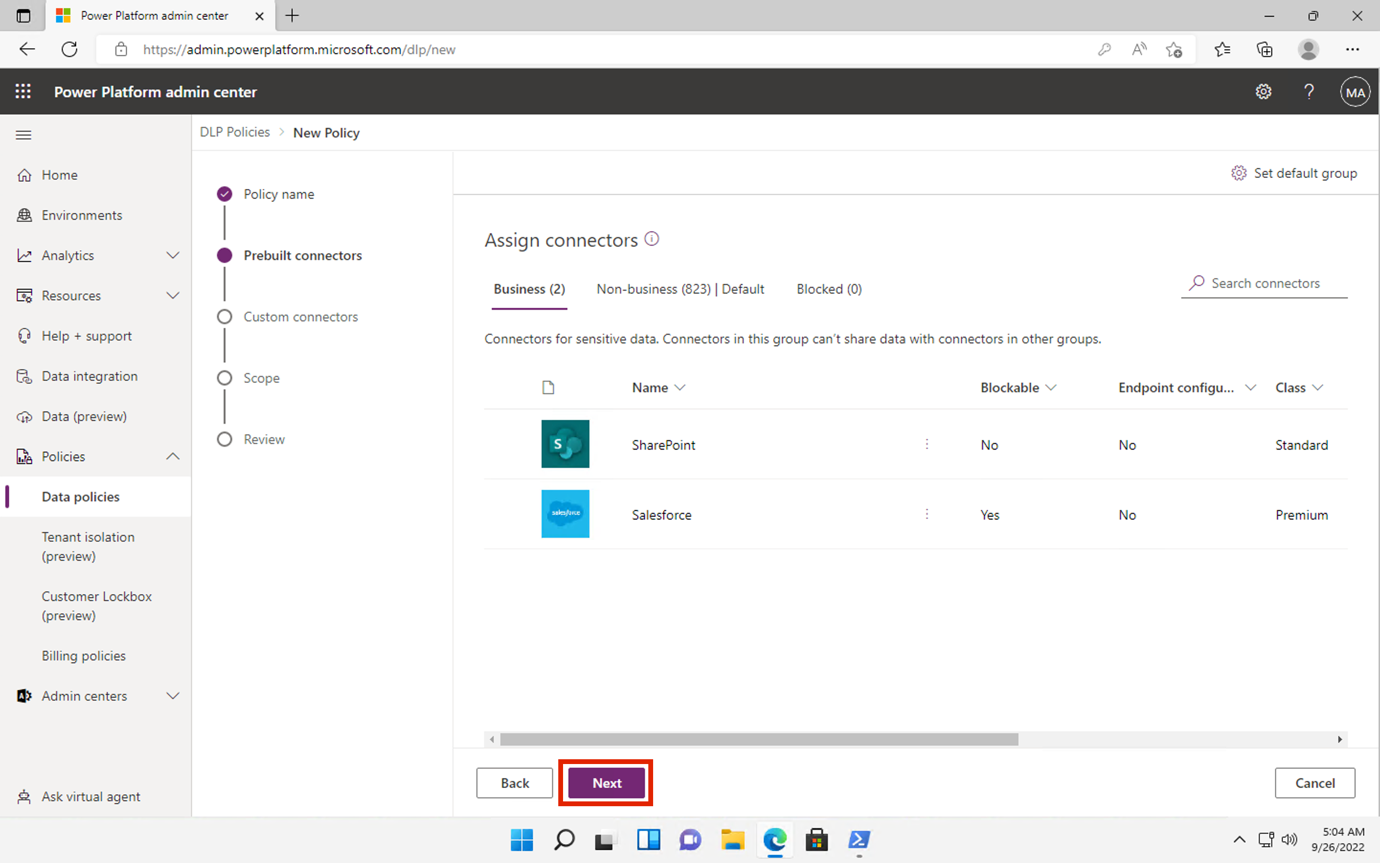 Power Platform admin center
https://admin.powerplatform.microsoft.com/dlp/new
Power Platform admin center
MA
Home
Environments
Analytics
Resources
Help + support
Data integration
Data (preview)
Policies
Data policies
Tenant isolation
(preview)
Customer Lockbox
(preview)
Billing policies
Admin centers
Ask virtual agent
DLP Policies > New Policy
Policy name
Prebuilt connectors
Custom connectors
Scope
Review
Set default group
Assign connectors
Business (2) Non-business (823) | Default Blocked (0)
Search connectors
Connectors for sensitive data. Connectors in this group can't share data with connectors in other groups.
Name Blockable Endpoint configu... Class
S SharePoint No No Standard
salesforce Salesforce Yes No Premium
Back Next Cancel
5:04 AM
9/26/2022